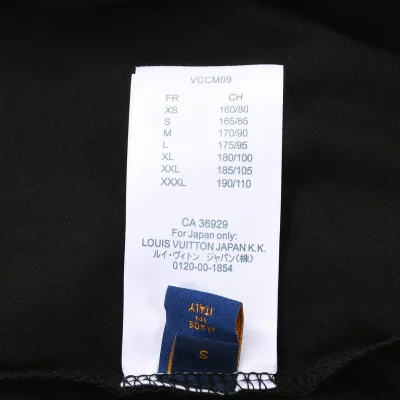 VCCM09
FR CH
XS 160/80
S 165/85
M 170/90
L 175/95
XL 180/100
XXL 185/105
XXXL 190/110
CA 36929
For Japan only:
LOUIS VUITTON JAPAN K.K.
ルイ・ヴィトン ジャパン(株)
0120-00-1854
MADE
IN
ITALY
S